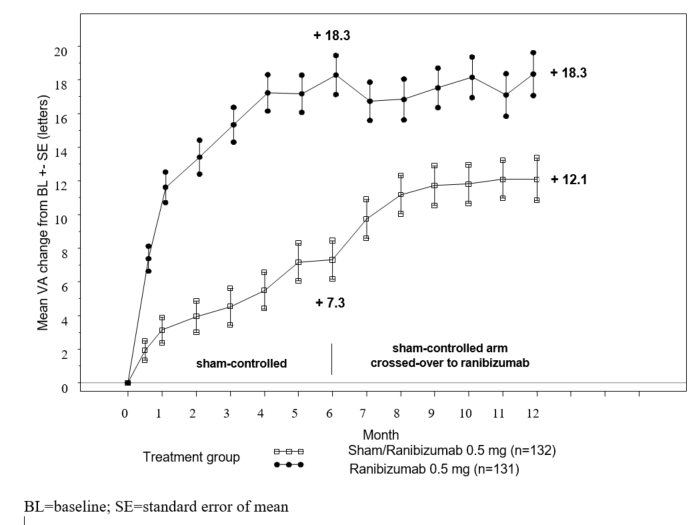 + 18.3
20
18
16
14
12
10
8
6
4
2
0
Mean VA change from BL +- SE (letters)
+ 18.3
+ 12.1
+ 7.3
sham-controlled
sham-controlled arm
crossed-over to ranibizumab
0 1 2 3 4 5 6 7 8 9 10 11 12
Month
Treatment group
Sham/Ranibizumab 0.5 mg (n=132)
Ranibizumab 0.5 mg (n=131)
BL=baseline; SE=standard error of mean